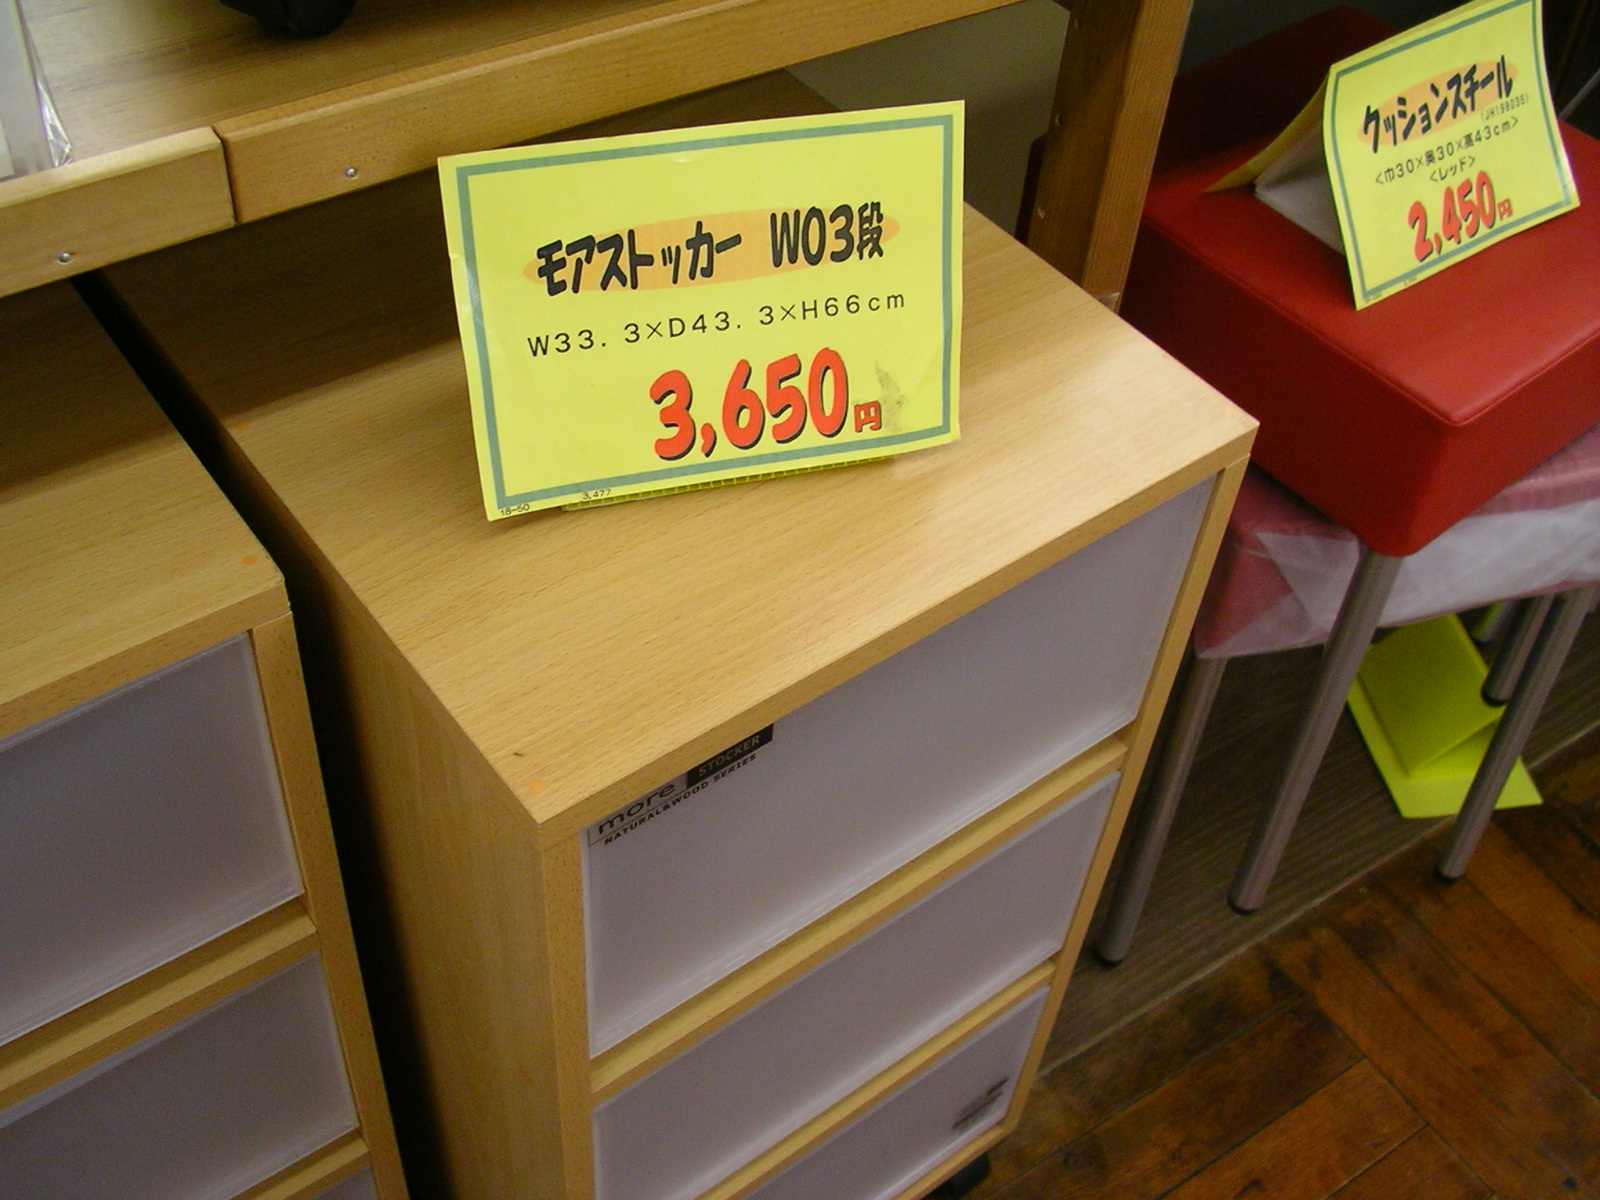 モアストッカー W03段
W33.3×D43.3×H66cm
3,650円
18-50 3,477
クッションスチール
(JH198035)
<巾30×奥30×高43cm>
<レッド>
2,450円
more STOCKER
NATURAL&WOOD SERIES